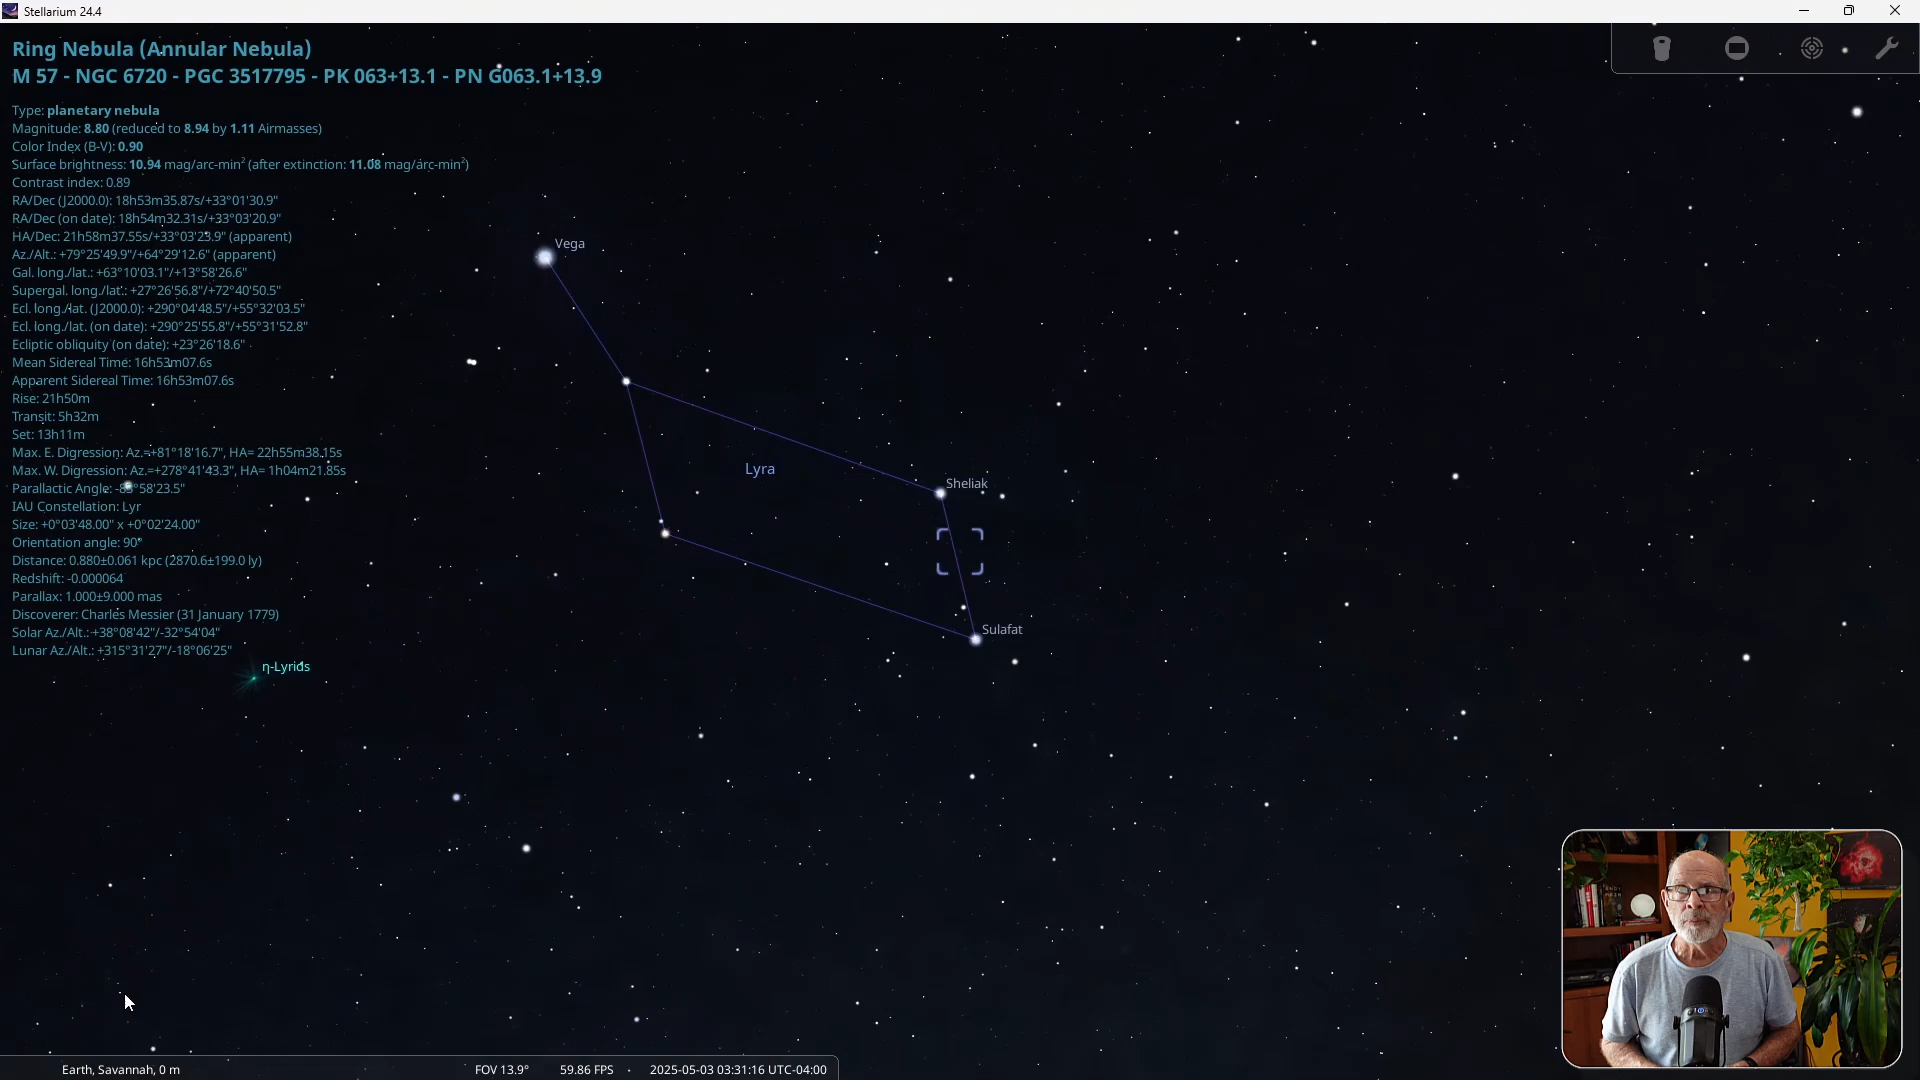 Stellarium 24.4
Ring Nebula (Annular Nebula)
M 57 - NGC 6720 - PGC 3517795 - PK 063+13.1 - PN G063.1+13.9
Type: planetary nebula
Magnitude: 8.80 (reduced to 8.94 by 1.11 Airmasses)
Color Index (B-V): 0.90
Surface brightness: 10.94 mag/arc-min² (after extinction: 11.08 mag/arc-min²)
Contrast index: 0.89
RA/Dec (J2000.0): 18h53m35.87s/+33°01'30.9"
RA/Dec (on date): 18h54m32.31s/+33°03'20.9"
HA/Dec: 21h58m37.55s/+33°03'23.9" (apparent)
Az./Alt.: +79°25'49.9"/+64°29'12.6" (apparent)
Gal. long./lat.: +63°10'03.1"/+13°58'26.6"
Supergal. long./lat.: +27°26'56.8"/+72°40'50.5"
Ecl. long./lat. (J2000.0): +290°04'48.5"/+55°32'03.5"
Ecl. long./lat. (on date): +290°25'55.8"/+55°31'52.8"
Ecliptic obliquity (on date): +23°26'18.6"
Mean Sidereal Time: 16h53m07.6s
Apparent Sidereal Time: 16h53m07.6s
Rise: 21h50m
Transit: 5h32m
Set: 13h11m
Max. E. Digression: Az.=+81°18'16.7", HA= 22h55m38.15s
Max. W. Digression: Az.=+278°41'43.3", HA= 1h04m21.85s
Parallactic Angle: -83°58'23.5"
IAU Constellation: Lyr
Size: +0°03'48.00" x +0°02'24.00"
Orientation angle: 90°
Distance: 0.880±0.061 kpc (2870.6±199.0 ly)
Redshift: -0.000064
Parallax: 1.000±9.000 mas
Discoverer: Charles Messier (31 January 1779)
Solar Az./Alt.: +38°08'42"/-32°54'04"
Lunar Az./Alt.: +315°31'27"/-18°06'25"
η-Lyrids
Vega
Lyra
Sheliak
Sulafat
Earth, Savannah, 0 m
FOV 13.9°
59.86 FPS
2025-05-03 03:31:16 UTC-04:00